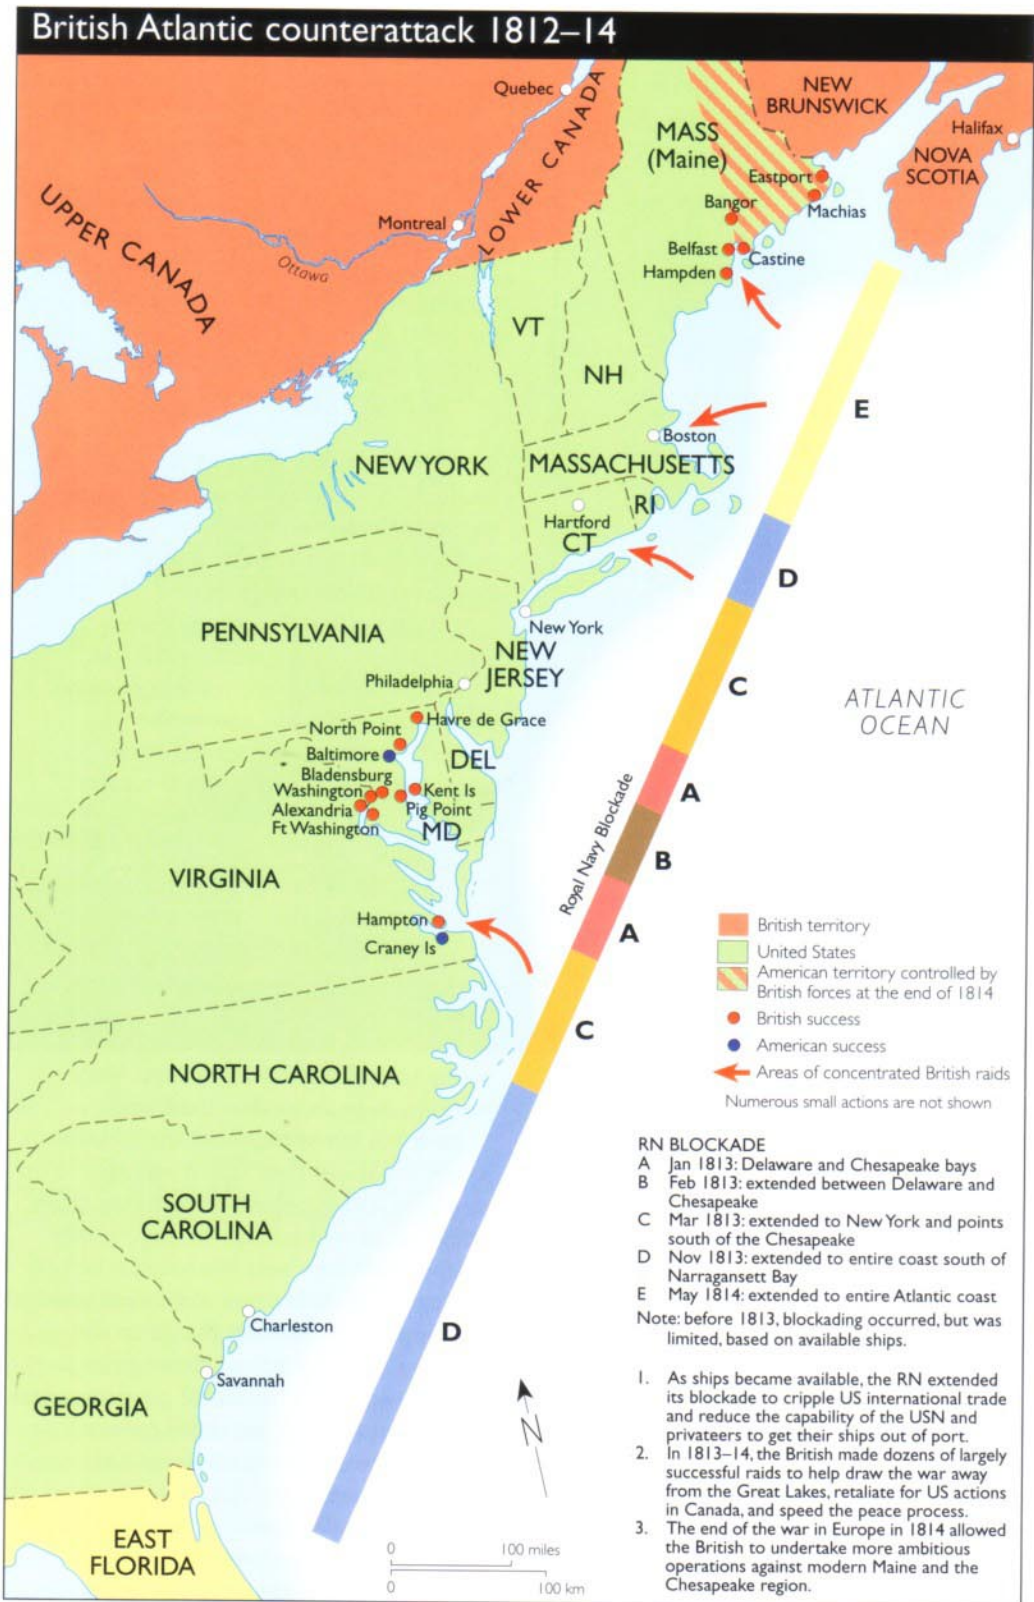 British Atlantic counterattack 1812–14
Quebec
NEW
BRUNSWICK
Halifax
NOVA
SCOTIA
LOWER CANADA
MASS
(Maine)
Eastport
Machias
Bangor
Belfast
Castine
Hampden
UPPER CANADA
Montreal
Ottawa
VT
NH
E
Boston
NEW YORK
MASSACHUSETTS
RI
Hartford
CT
D
PENNSYLVANIA
New York
NEW
JERSEY
Philadelphia
C
ATLANTIC
OCEAN
Havre de Grace
North Point
Baltimore
DEL
Bladensburg
Washington
Kent Is
Alexandria
Pig Point
Ft Washington
MD
A
Royal Navy Blockade
B
VIRGINIA
Hampton
Craney Is
A
C
British territory
United States
American territory controlled by
British forces at the end of 1814
British success
American success
Areas of concentrated British raids
Numerous small actions are not shown
NORTH CAROLINA
SOUTH
CAROLINA
Charleston
Savannah
D
GEORGIA
EAST
FLORIDA
N
0 100 miles
0 100 km
RN BLOCKADE
A Jan 1813: Delaware and Chesapeake bays
B Feb 1813: extended between Delaware and
Chesapeake
C Mar 1813: extended to New York and points
south of the Chesapeake
D Nov 1813: extended to entire coast south of
Narragansett Bay
E May 1814: extended to entire Atlantic coast
Note: before 1813, blockading occurred, but was
limited, based on available ships.
1. As ships became available, the RN extended
its blockade to cripple US international trade
and reduce the capability of the USN and
privateers to get their ships out of port.
2. In 1813–14, the British made dozens of largely
successful raids to help draw the war away
from the Great Lakes, retaliate for US actions
in Canada, and speed the peace process.
3. The end of the war in Europe in 1814 allowed
the British to undertake more ambitious
operations against modern Maine and the
Chesapeake region.